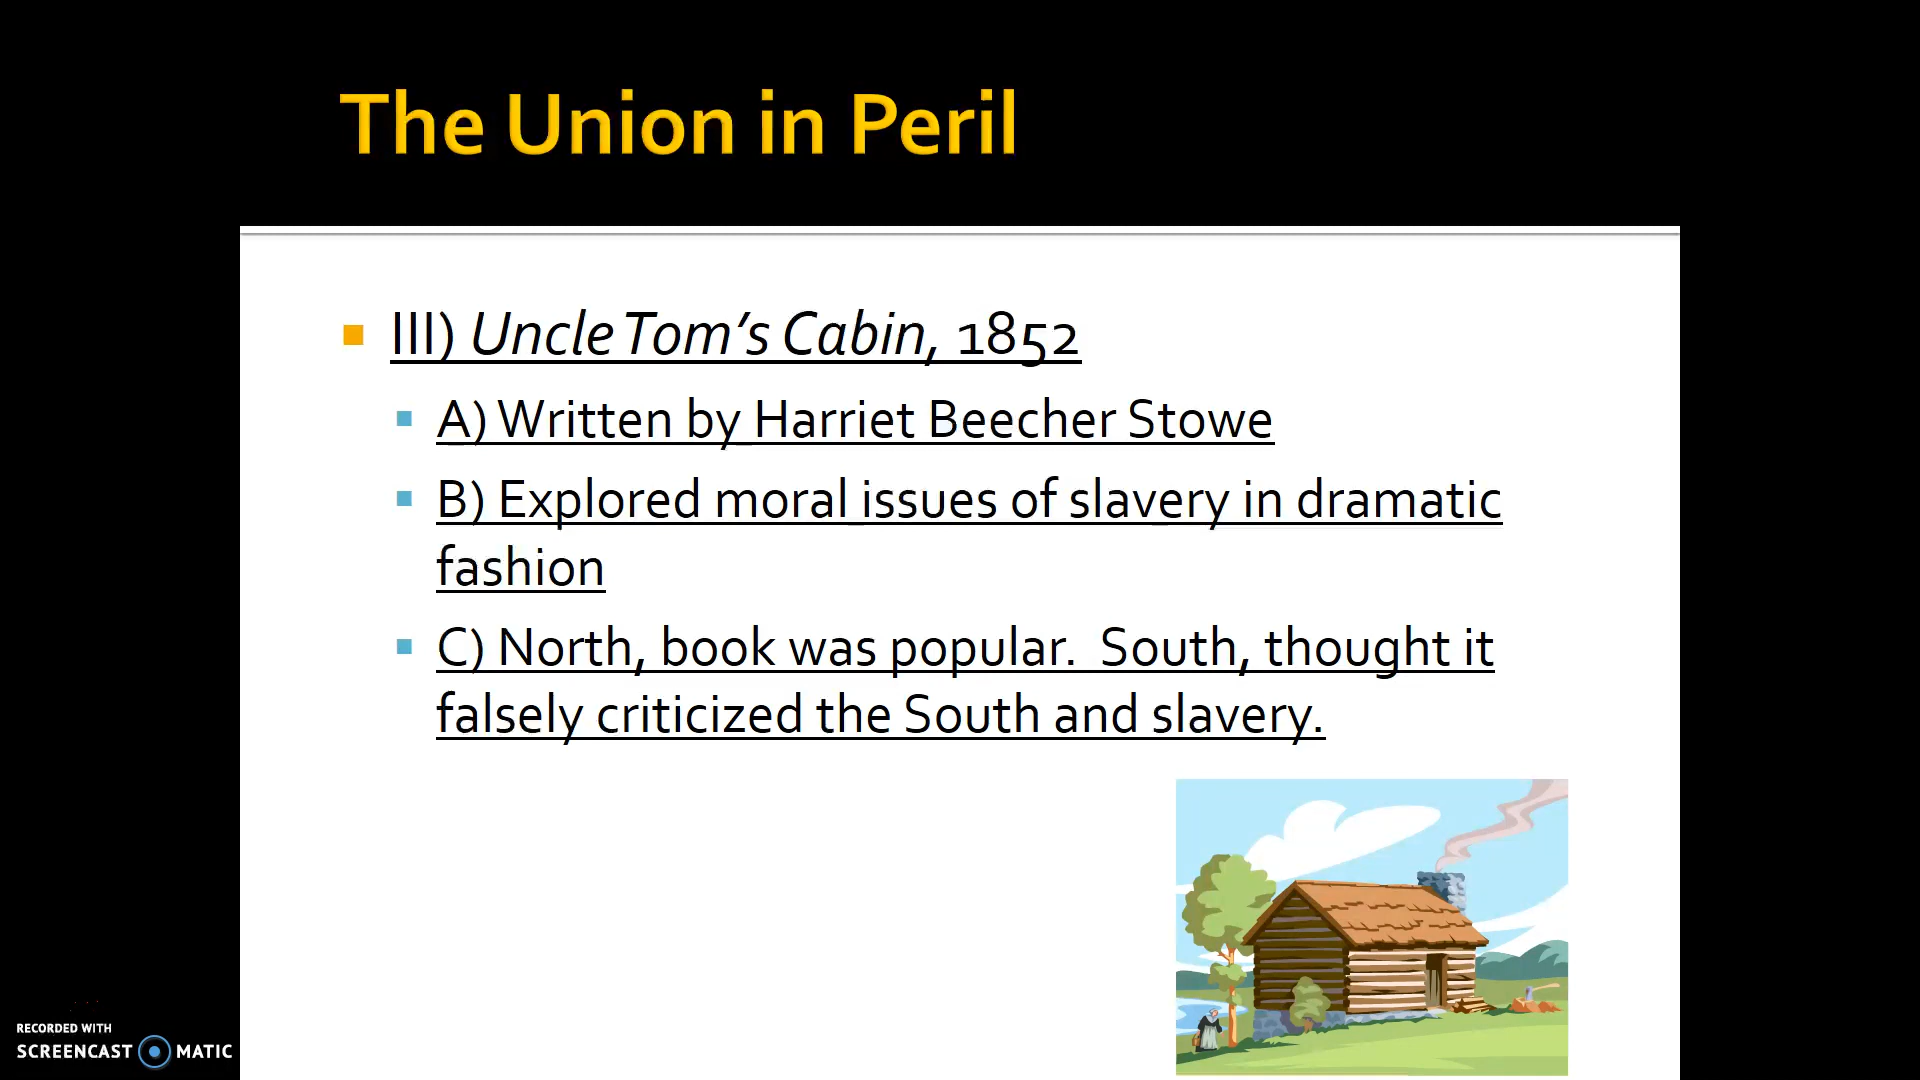 The Union in Peril
III) Uncle Tom's Cabin, 1852
A) Written by Harriet Beecher Stowe
B) Explored moral issues of slavery in dramatic
fashion
C) North, book was popular.  South, thought it
falsely criticized the South and slavery.
RECORDED WITH
SCREENCAST MATIC